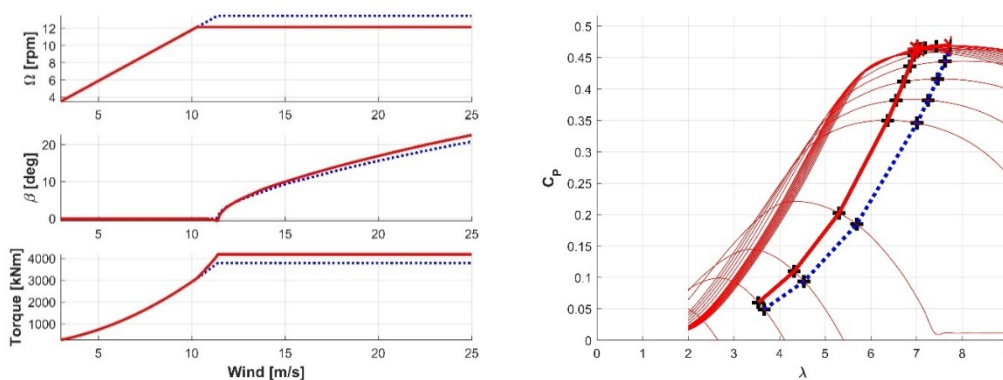 12
10
8
6
4
Ω [rpm]
5 10 15 20 25
20
10
0
β [deg]
5 10 15 20 25
4000
3000
2000
1000
Torque [kNm]
5 10 15 20 25
Wind [m/s]
0.5
0.45
0.4
0.35
0.3
0.25
0.2
0.15
0.1
0.05
0
C_P
0 1 2 3 4 5 6 7 8
λ